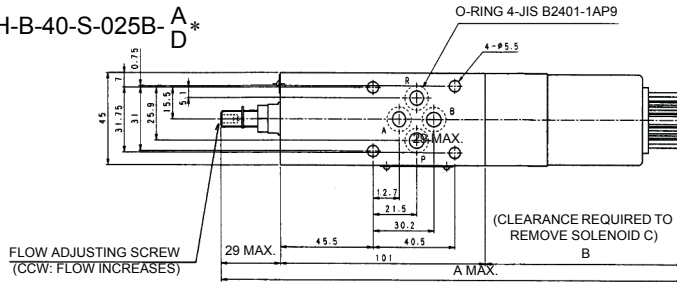 H-B-40-S-025B- A/D *
O-RING 4-JIS B2401-1AP9
4-ø5.5
0.75
7
45
31.75
31
25.9
15.5
5.1
R
A
B
P
29 MAX.
12.7
21.5
30.2
45.5
40.5
(CLEARANCE REQUIRED TO
REMOVE SOLENOID C)
B
FLOW ADJUSTING SCREW
(CCW: FLOW INCREASES)
29 MAX.
101
A MAX.